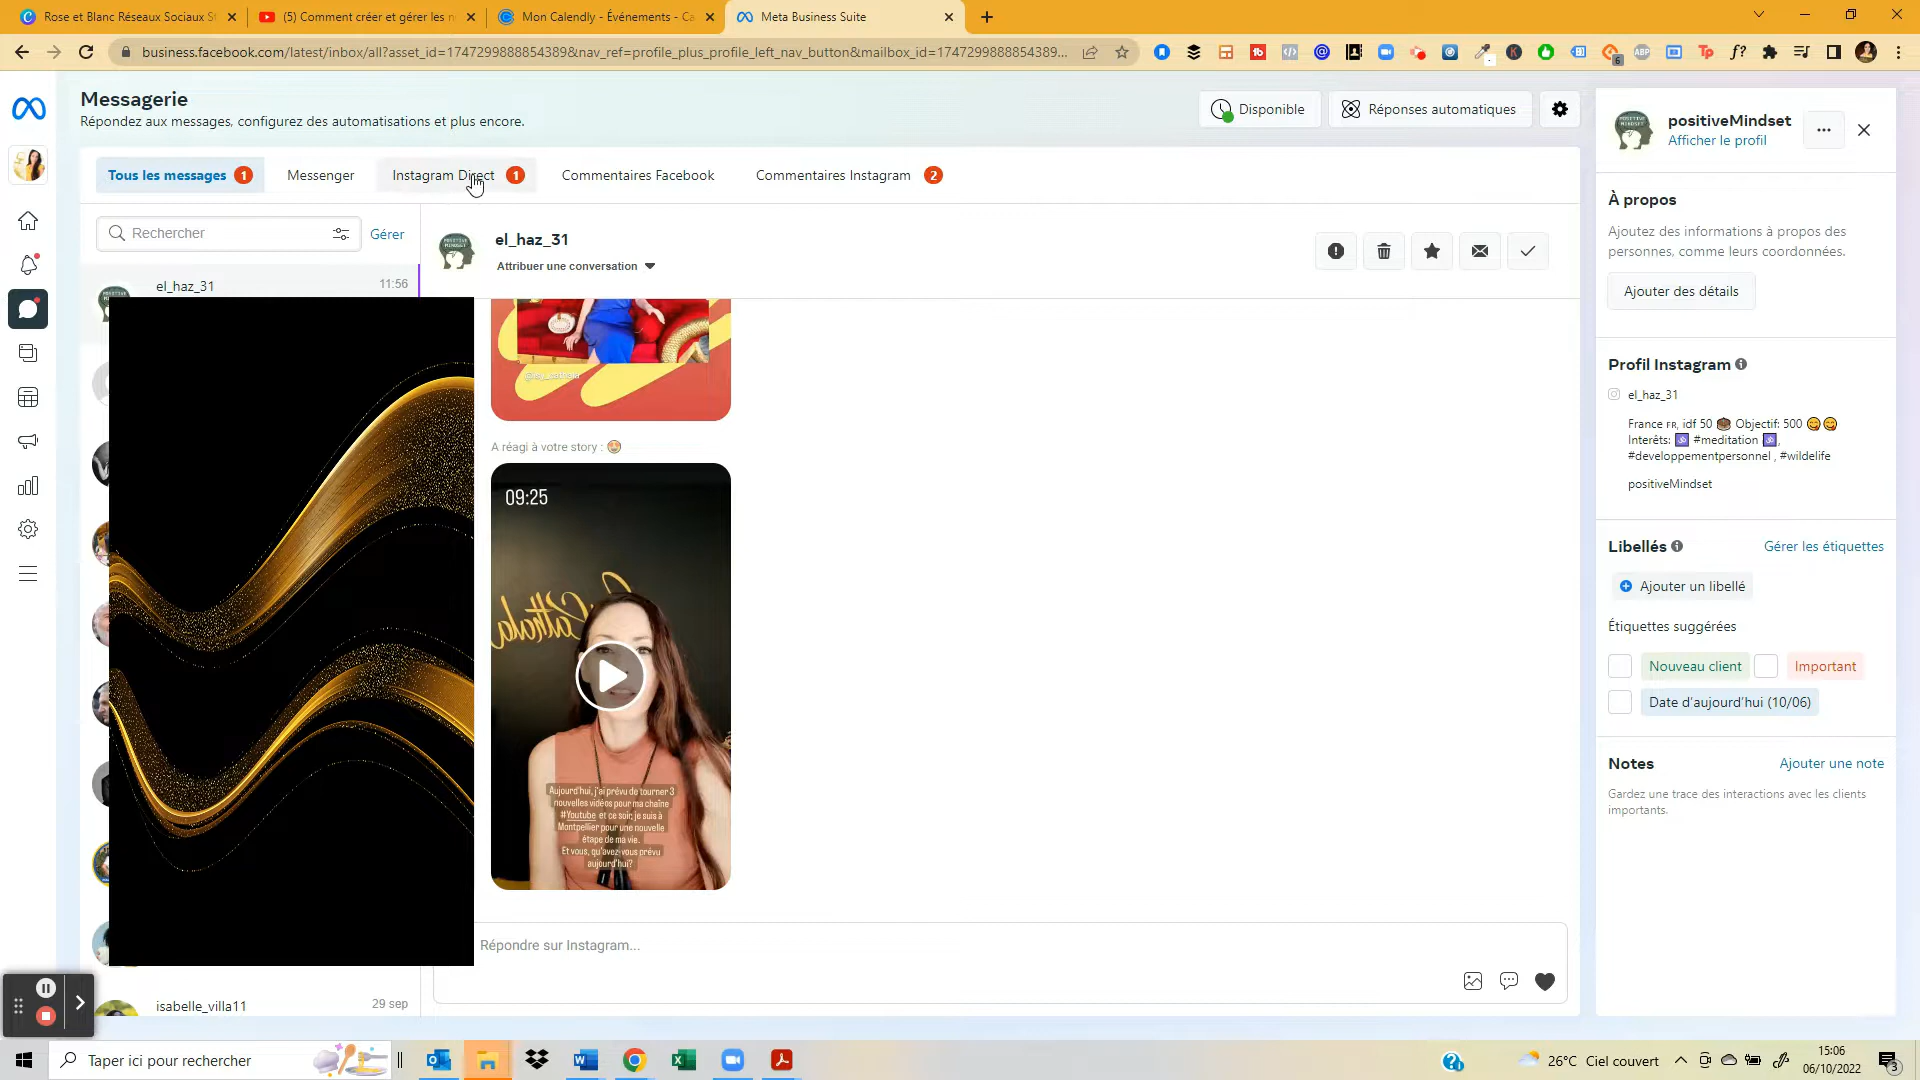 Rose et Blanc Réseaux Sociaux S
(5) Comment créer et gérer les n
Mon Calendly - Événements - Ca
Meta Business Suite
business.facebook.com/latest/inbox/all?asset_id=1747299888854389&nav_ref=profile_plus_profile_left_nav_button&mailbox_id=1747299888854389...
Messagerie
Répondez aux messages, configurez des automatisations et plus encore.
Disponible
Réponses automatiques
Tous les messages 1
Messenger
Instagram Direct 1
Commentaires Facebook
Commentaires Instagram 2
Rechercher
Gérer
el_haz_31
11:56
el_haz_31
Attribuer une conversation
A réagi à votre story :
09:25
Aujourd'hui, j'ai prévu de tourner 3
nouvelles vidéos pour ma chaîne
#Youtube et ce soir, je suis à
Montpellier pour une nouvelle
étape de ma vie.
Et vous, qu'avez-vous prévu
aujourd'hui?
Répondre sur Instagram...
isabelle_villa11
29 sep
positiveMindset
Afficher le profil
À propos
Ajoutez des informations à propos des
personnes, comme leurs coordonnées.
Ajouter des détails
Profil Instagram
el_haz_31
France FR, idf 50 Objectif: 500
Interêts: #meditation ,
#developpementpersonnel , #wildelife
positiveMindset
Libellés
Gérer les étiquettes
Ajouter un libellé
Étiquettes suggérées
Nouveau client
Important
Date d'aujourd'hui (10/06)
Notes
Ajouter une note
Gardez une trace des interactions avec les clients
importants.
Taper ici pour rechercher
26°C Ciel couvert
15:06
06/10/2022
3